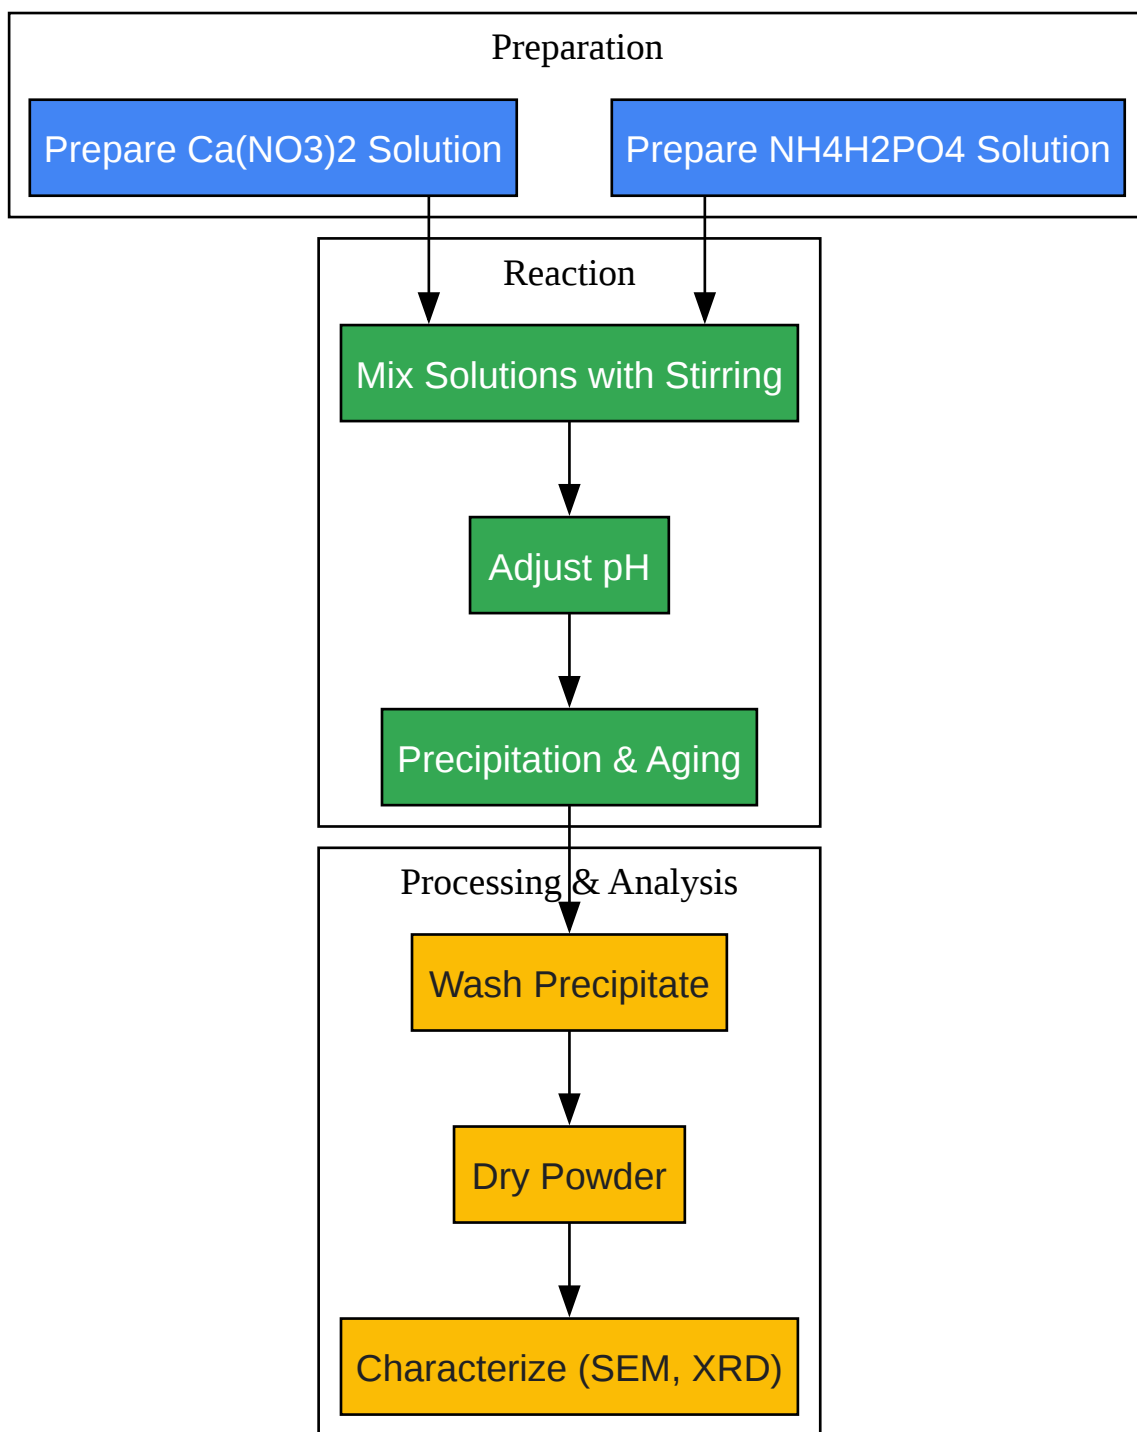 Preparation
Prepare Ca(NO3)2 Solution
Prepare NH4H2PO4 Solution
Reaction
Mix Solutions with Stirring
Adjust pH
Precipitation & Aging
Processing & Analysis
Wash Precipitate
Dry Powder
Characterize (SEM, XRD)